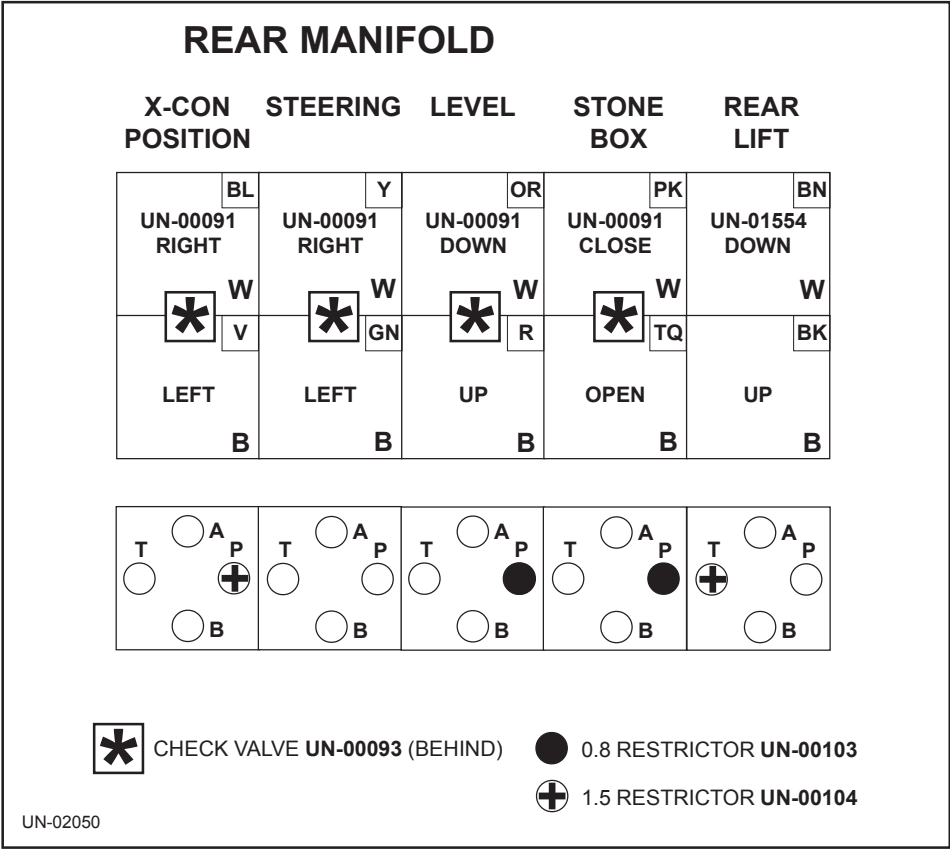 REAR MANIFOLD
X-CON POSITION
STEERING
LEVEL
STONE BOX
REAR LIFT
BL
UN-00091
RIGHT
W
Y
UN-00091
RIGHT
W
OR
UN-00091
DOWN
W
PK
UN-00091
CLOSE
W
BN
UN-01554
DOWN
W
V
LEFT
B
GN
LEFT
B
R
UP
B
TQ
OPEN
B
BK
UP
B
T A P B
T A P B
T A P B
T A P B
T A P B
CHECK VALVE UN-00093 (BEHIND)
0.8 RESTRICTOR UN-00103
1.5 RESTRICTOR UN-00104
UN-02050